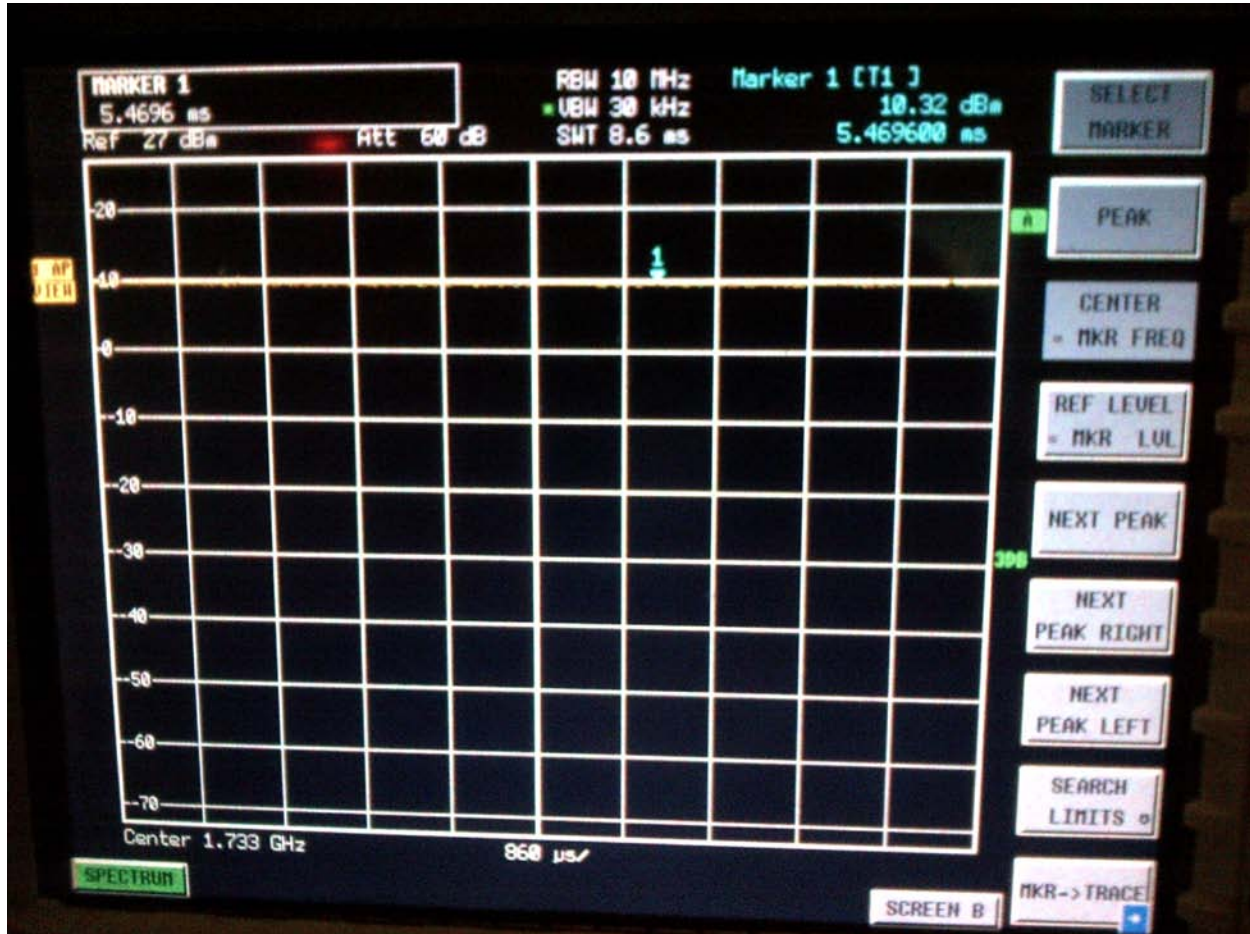 MARKER 1
5.4696 ms
RBW 10 MHz
VBW 30 kHz
SWT 8.6 ms
Marker 1 [T1 ]
10.32 dBm
5.469600 ms
Ref 27 dBm
Att 60 dB
20
10
0
-10
-20
-30
-40
-50
-60
-70
1
AP
VIEW
A
3DB
Center 1.733 GHz
860 µs/
SPECTRUM
SCREEN B
SELECT
MARKER
PEAK
CENTER
= MKR FREQ
REF LEVEL
= MKR LVL
NEXT PEAK
NEXT
PEAK RIGHT
NEXT
PEAK LEFT
SEARCH
LIMITS
MKR->TRACE